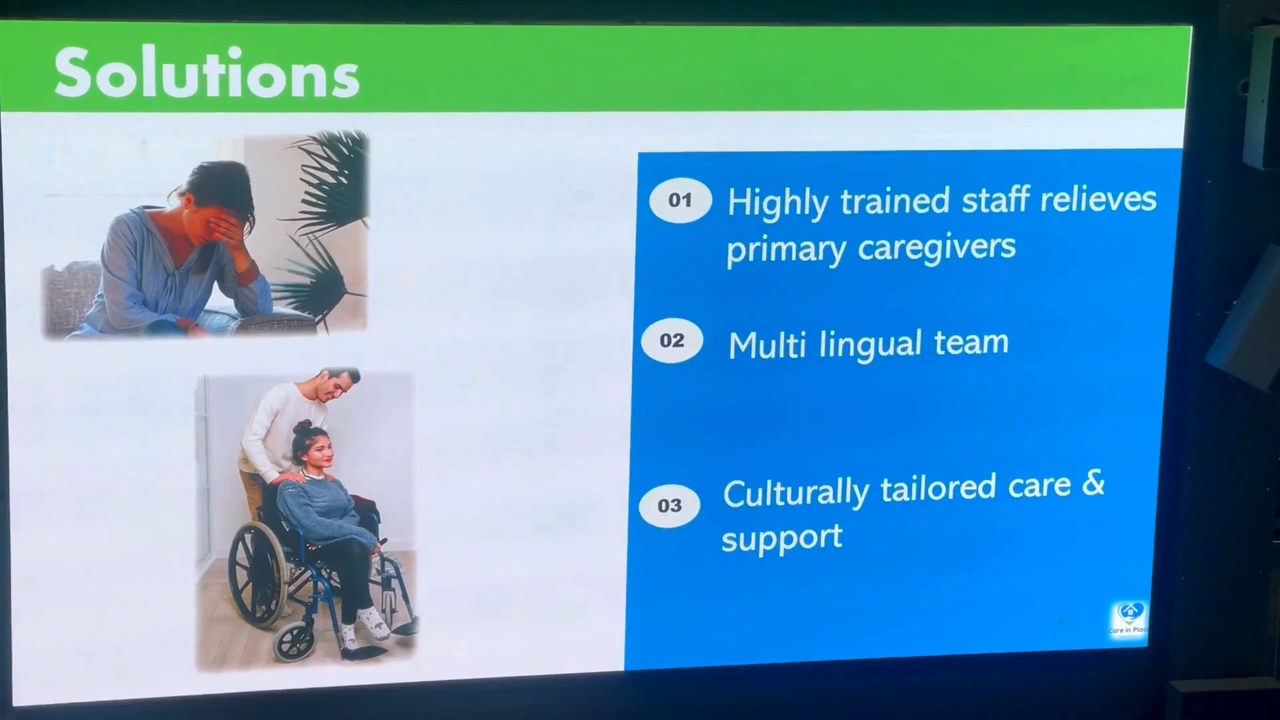 Solutions
01
Highly trained staff relieves
primary caregivers
02
Multi lingual team
03
Culturally tailored care &
support
Care in